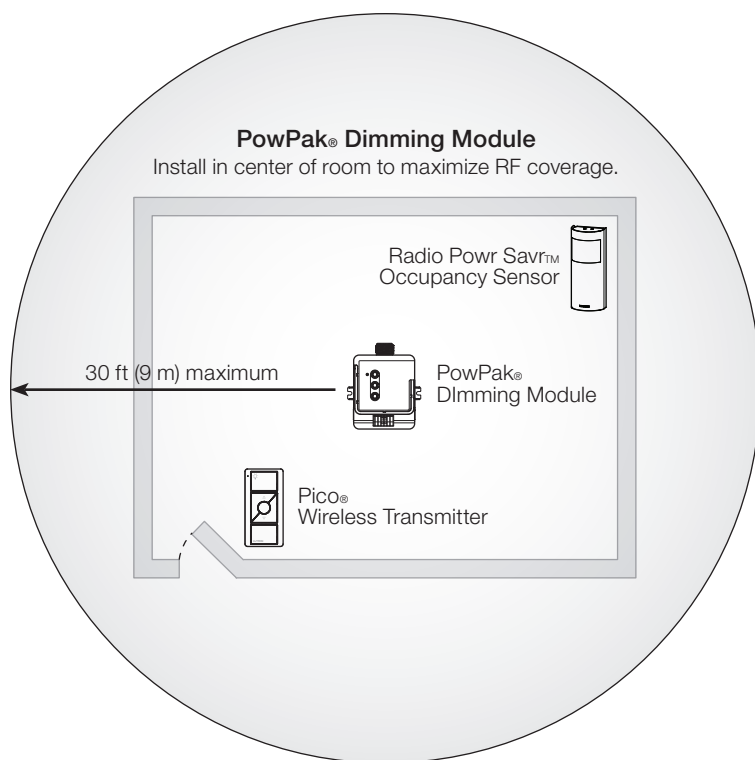 PowPak® Dimming Module
Install in center of room to maximize RF coverage.
Radio Powr Savr™
Occupancy Sensor
30 ft (9 m) maximum
PowPak®
DImming Module
Pico®
Wireless Transmitter